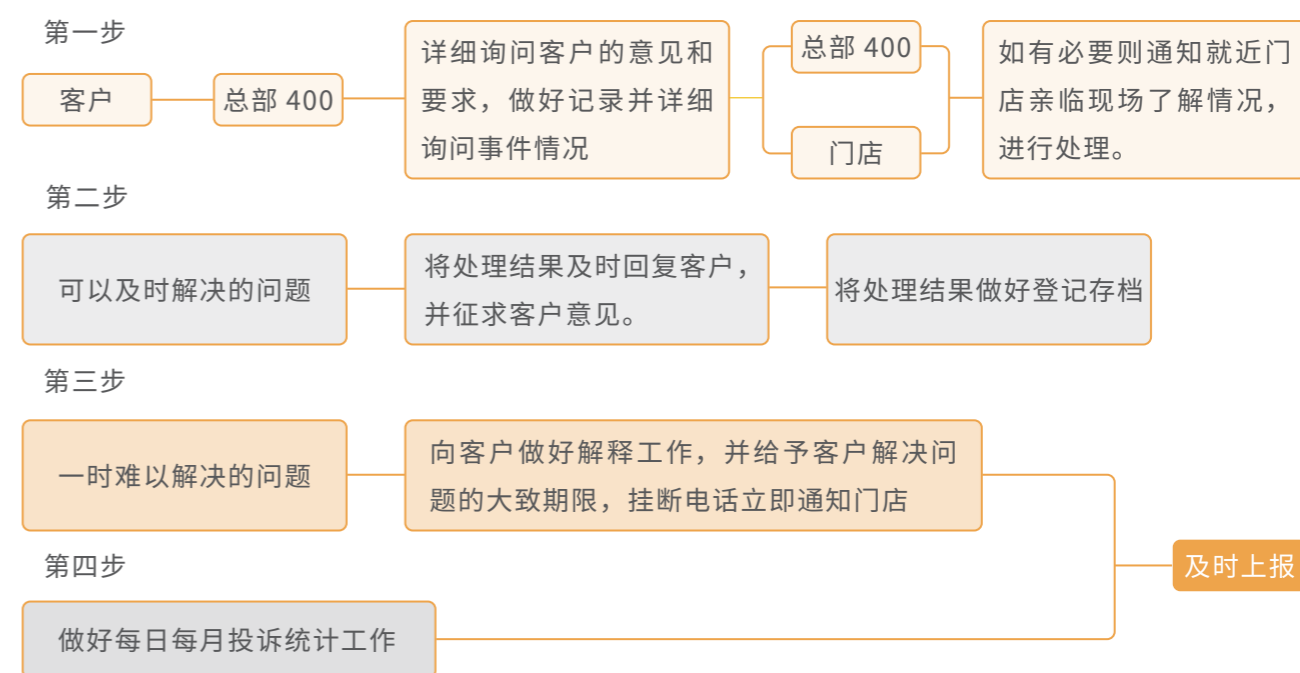 第一步
客户
总部 400
详细询问客户的意见和
要求，做好记录并详细
询问事件情况
总部 400
门店
如有必要则通知就近门
店亲临现场了解情况，
进行处理。
第二步
可以及时解决的问题
将处理结果及时回复客户，
并征求客户意见。
将处理结果做好登记存档
第三步
一时难以解决的问题
向客户做好解释工作，并给予客户解决问
题的大致期限，挂断电话立即通知门店
第四步
做好每日每月投诉统计工作
及时上报